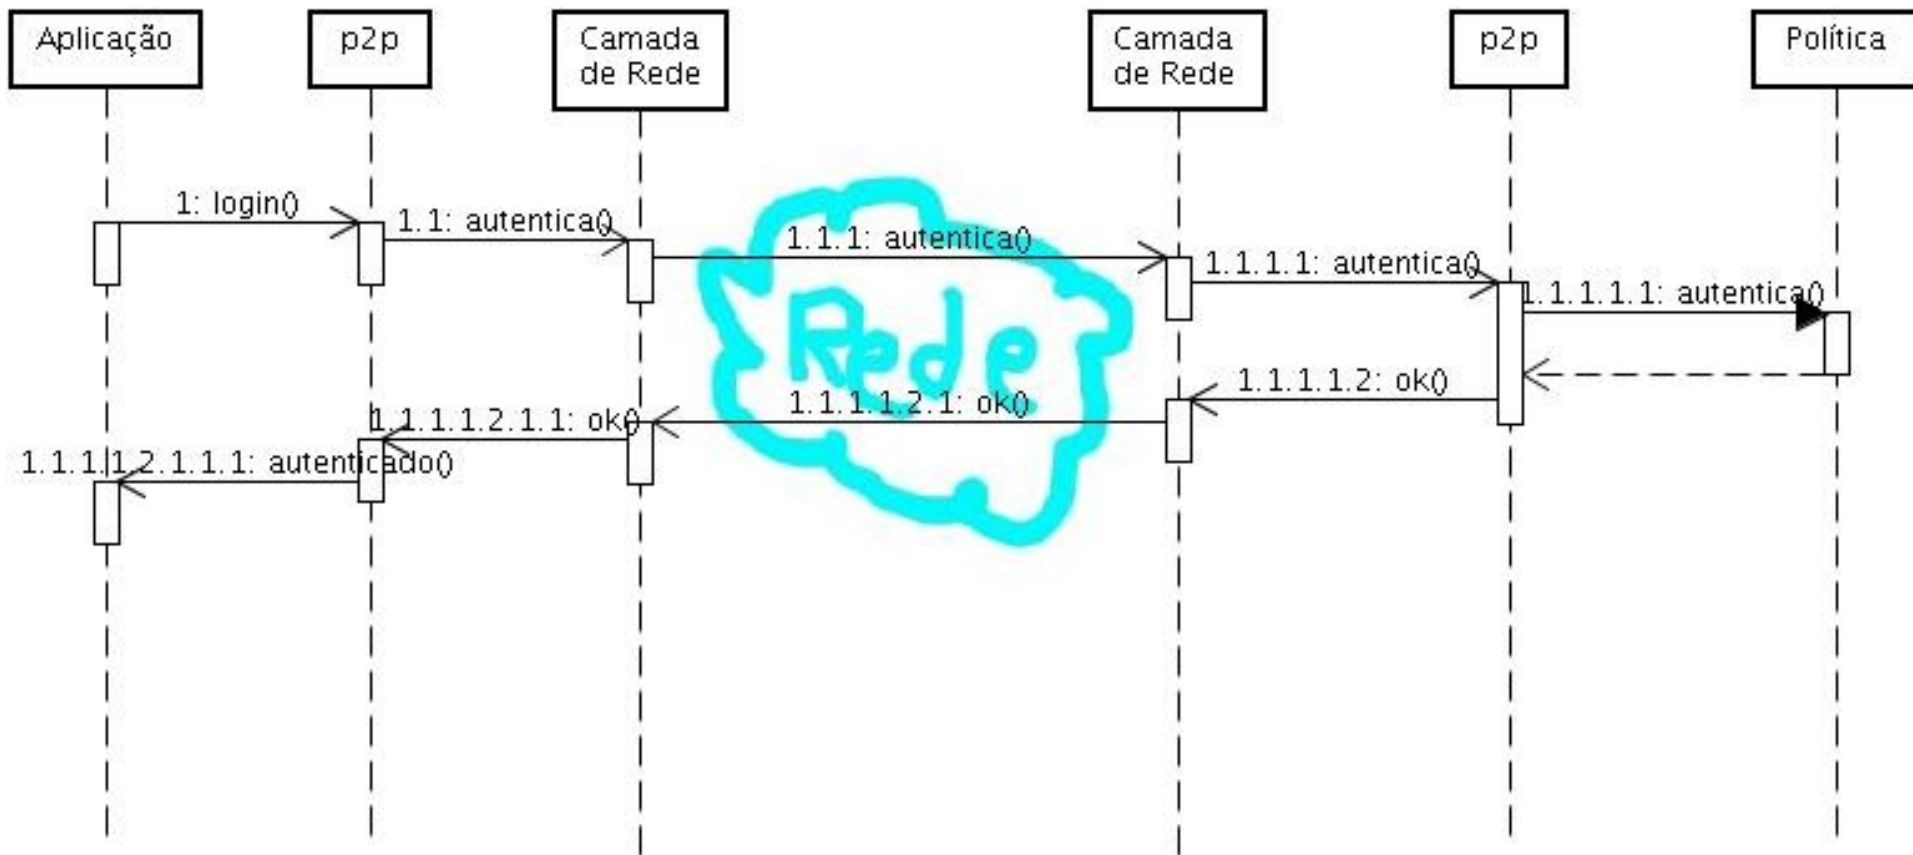 Aplicação
p2p
Camada
de Rede
Camada
de Rede
p2p
Política
1: login()
1.1: autentica()
1.1.1: autentica()
1.1.1.1: autentica()
1.1.1.1.1: autentica()
Rede
1.1.1.1.2: ok()
1.1.1.1.2.1: ok()
1.1.1.1.2.1.1: ok()
1.1.1.1.2.1.1.1: autenticado()